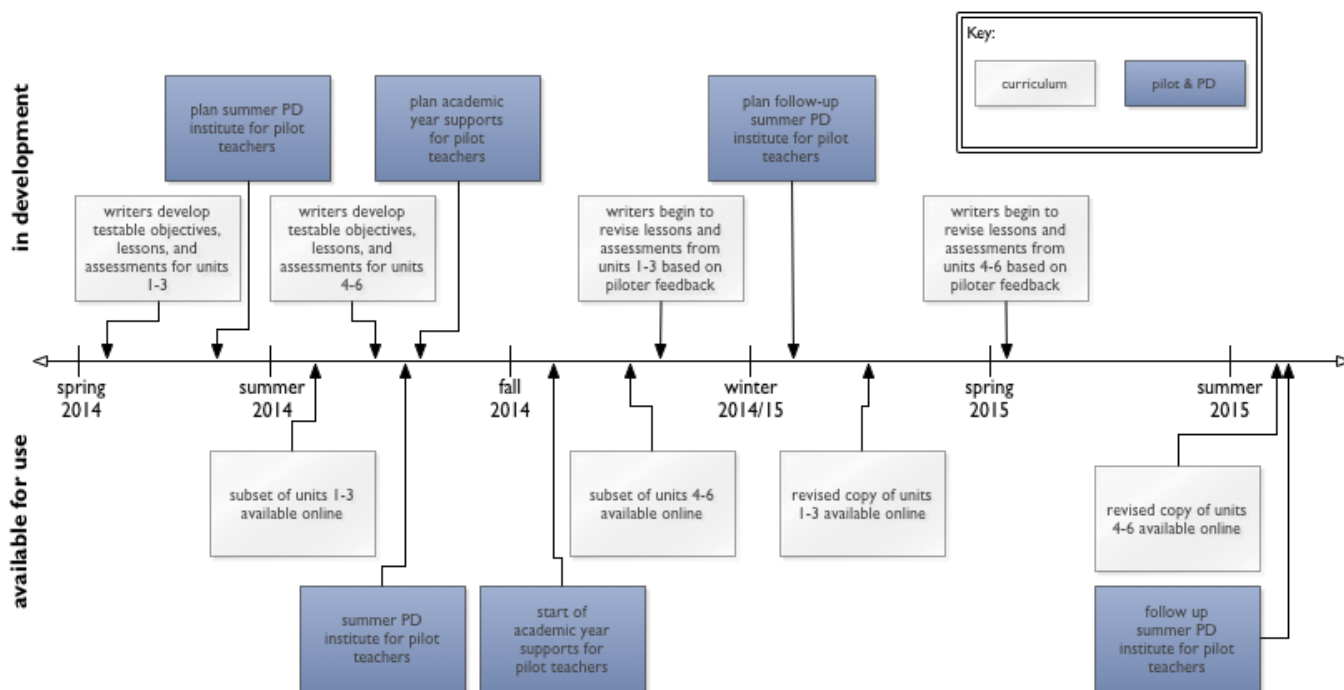 Key:
curriculum
pilot & PD
in development
plan summer PD
institute for pilot
teachers
plan academic
year supports
for pilot
teachers
plan follow-up
summer PD
institute for pilot
teachers
writers develop
testable objectives,
lessons, and
assessments for units
1-3
writers develop
testable objectives,
lessons, and
assessments for units
4-6
writers begin to
revise lessons and
assessments from
units 1-3 based on
piloter feedback
writers begin to
revise lessons and
assessments from
units 4-6 based on
piloter feedback
spring
2014
summer
2014
fall
2014
winter
2014/15
spring
2015
summer
2015
available for use
subset of units 1-3
available online
subset of units 4-6
available online
revised copy of units
1-3 available online
revised copy of units
4-6 available online
summer PD
institute for pilot
teachers
start of
academic year
supports for
pilot teachers
follow up
summer PD
institute for pilot
teachers